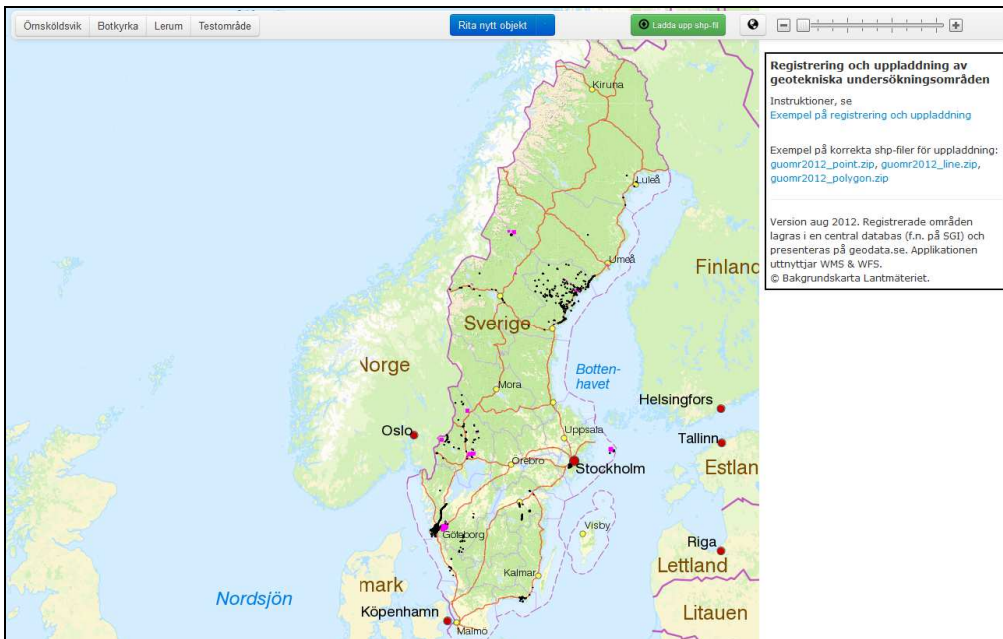 Örnsköldsvik
Botkyrka
Lerum
Testområde
Rita nytt objekt
Ladda upp shp-fil
Registrering och uppladdning av
geotekniska undersökningsområden
Instruktioner, se
Exempel på registrering och uppladdning
Exempel på korrekta shp-filer för uppladdning:
guomr2012_point.zip, guomr2012_line.zip,
guomr2012_polygon.zip
Version aug 2012. Registrerade områden
lagras i en central databas (f.n. på SGI) och
presenteras på geodata.se. Applikationen
uttnyttjar WMS & WFS.
© Bakgrundskarta Lantmäteriet.
Kiruna
Luleå
Umeå
Finland
Sverige
Norge
Botten-
havet
Mora
Helsingfors
Oslo
Uppsala
Tallinn
Örebro
Stockholm
Estlan
Göteborg
Visby
Riga
Lettland
Kalmar
mark
Nordsjön
Köpenhamn
Litauen
Malmö